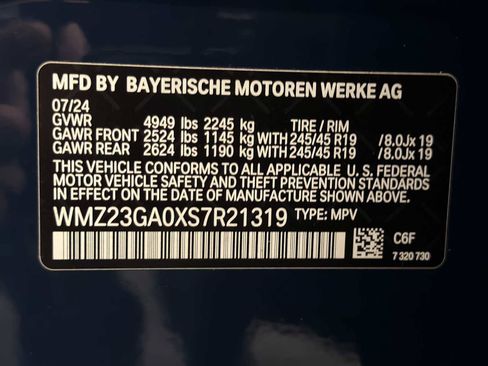 MFD BY BAYERISCHE MOTOREN WERKE AG
07/24
GVWR 4949 lbs 2245 kg TIRE / RIM
GAWR FRONT 2524 lbs 1145 kg WITH 245/45 R19 /8.0Jx 19
GAWR REAR 2624 lbs 1190 kg WITH 245/45 R19 /8.0Jx 19
THIS VEHICLE CONFORMS TO ALL APPLICABLE U. S. FEDERAL
MOTOR VEHICLE SAFETY AND THEFT PREVENTION STANDARDS
IN EFFECT ON THE DATE OF MANUFACTURE SHOWN ABOVE.
WMZ23GA0XS7R21319 TYPE: MPV
C6F
7 320 730